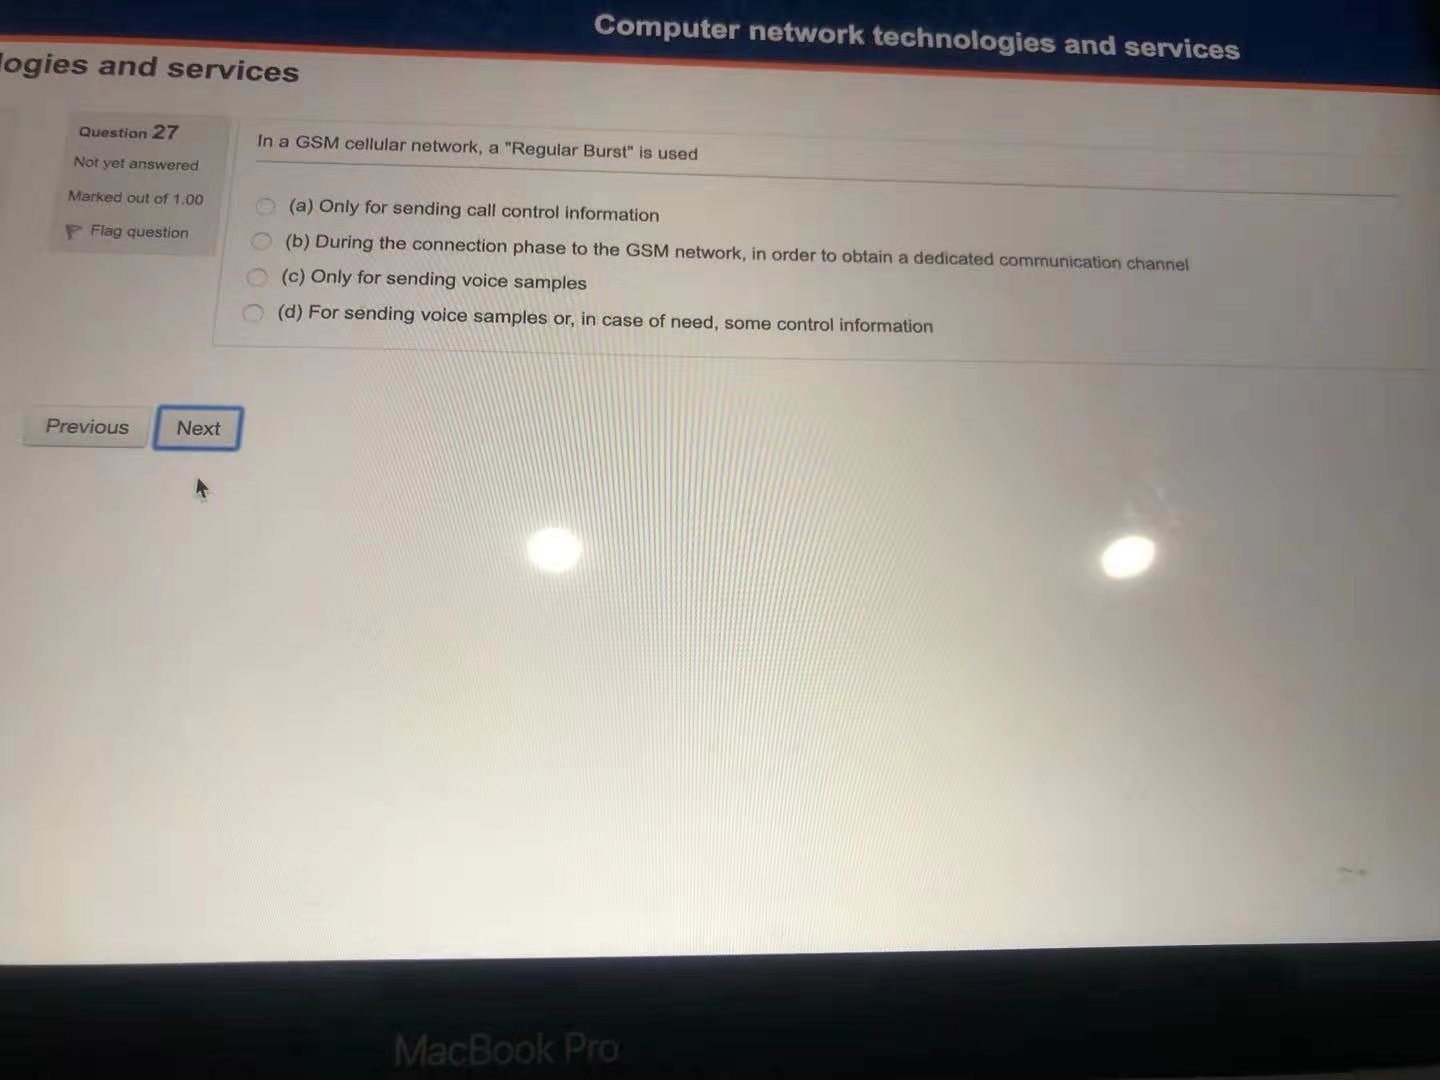 Computer network technologies and services
logies and services
Question 27
Not yet answered
Marked out of 1.00
Flag question
In a GSM cellular network, a "Regular Burst" is used
(a) Only for sending call control information
(b) During the connection phase to the GSM network, in order to obtain a dedicated communication channel
(c) Only for sending voice samples
(d) For sending voice samples or, in case of need, some control information
Previous
Next
MacBook Pro